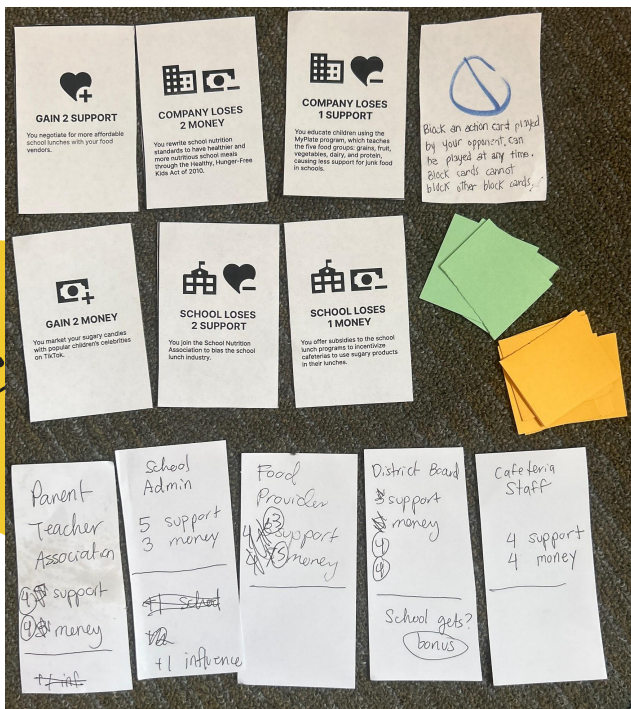 GAIN 2 SUPPORT
You negotiate for more affordable
school lunches with your food
vendors.
COMPANY LOSES
2 MONEY
You rewrite school nutrition
standards to have healthier and
more nutritious school meals
through the Healthy, Hunger-Free
Kids Act of 2010.
COMPANY LOSES
1 SUPPORT
You educate children using the
MyPlate program, which teaches
the five food groups: grains, fruit,
vegetables, dairy, and protein,
causing less support for junk food
in schools.
Block an action card played
by your opponent, can
be played at any time.
Block cards cannot
block other block cards.
GAIN 2 MONEY
You market your sugary candies
with popular children's celebrities
on TikTok.
SCHOOL LOSES
2 SUPPORT
You join the School Nutrition
Association to bias the school
lunch industry.
SCHOOL LOSES
1 MONEY
You offer subsidies to the school
lunch programs to incentivize
cafeterias to use sugary products
in their lunches.
Parent
Teacher
Association
4 support
4 money
+1 inf.
School
Admin
5 support
3 money
+1 school
+1 influence
Food
Provider
3 support
5 money
District Board
support
money
4
4
School gets?
bonus
Cafeteria
Staff
4 support
4 money